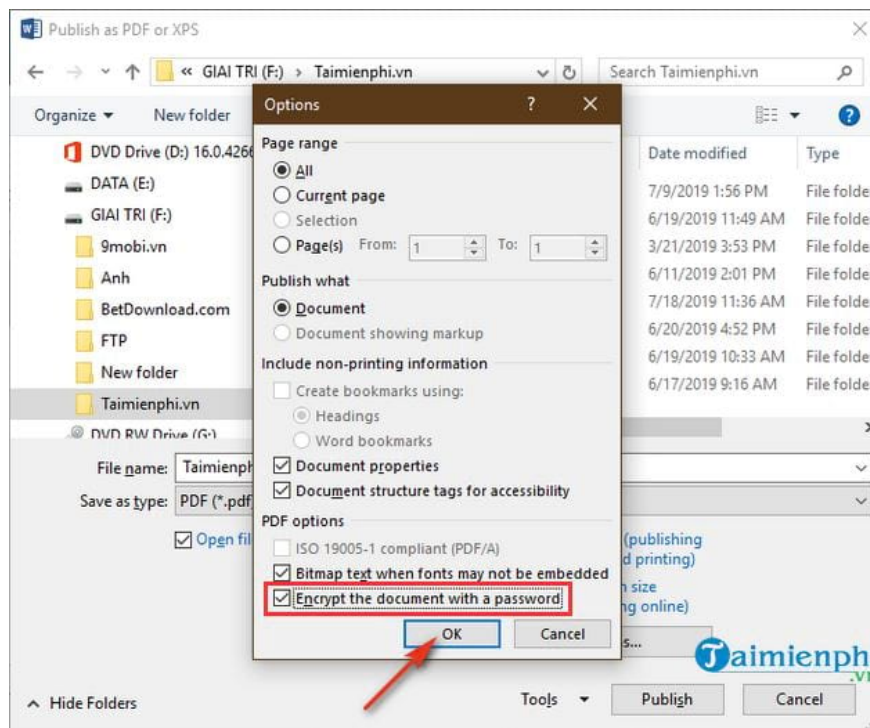 Publish as PDF or XPS
« GIAI TRI (F:) > Taimienphi.vn
Search Taimienphi.vn
Organize
New folder
DVD Drive (D:) 16.0.4266
DATA (E:)
GIAI TRI (F:)
9mobi.vn
Anh
BetDownload.com
FTP
New folder
Taimienphi.vn
DVD RW Drive (G:)
Date modified
Type
7/9/2019 1:56 PM
File folde
6/19/2019 11:49 AM
File folde
3/21/2019 3:53 PM
File folde
6/11/2019 2:01 PM
File folde
7/18/2019 11:36 AM
File folde
6/20/2019 4:52 PM
File folde
6/19/2019 10:33 AM
File folde
6/17/2019 9:16 AM
File folde
File name: Taimienph
Save as type: PDF (*.pdf
Open fil
(publishing
d printing)
size
ng online)
s...
Options ?
Page range
All
Current page
Selection
Page(s) From: 1 To: 1
Publish what
Document
Document showing markup
Include non-printing information
Create bookmarks using:
Headings
Word bookmarks
Document properties
Document structure tags for accessibility
PDF options
ISO 19005-1 compliant (PDF/A)
Bitmap text when fonts may not be embedded
Encrypt the document with a password
OK
Cancel
Taimienph
.vn
Hide Folders
Tools
Publish
Cancel